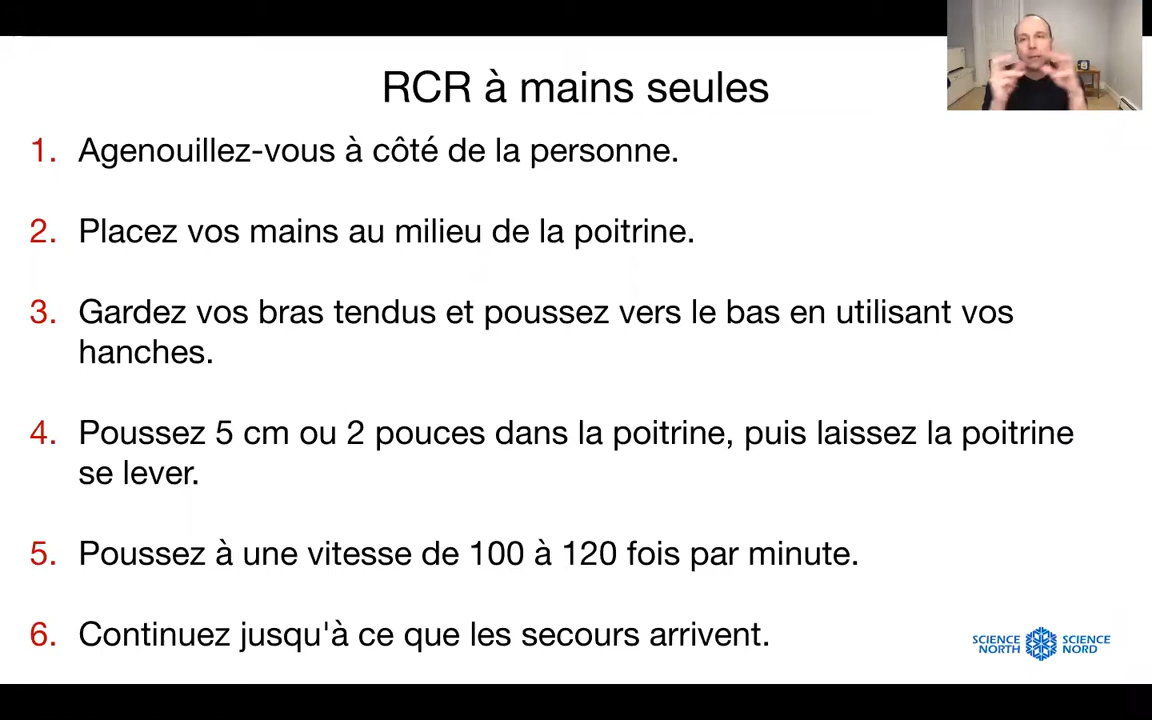 RCR à mains seules
1. Agenouillez-vous à côté de la personne.
2. Placez vos mains au milieu de la poitrine.
3. Gardez vos bras tendus et poussez vers le bas en utilisant vos
hanches.
4. Poussez 5 cm ou 2 pouces dans la poitrine, puis laissez la poitrine
se lever.
5. Poussez à une vitesse de 100 à 120 fois par minute.
6. Continuez jusqu'à ce que les secours arrivent.
SCIENCE SCIENCE
NORTH NORD